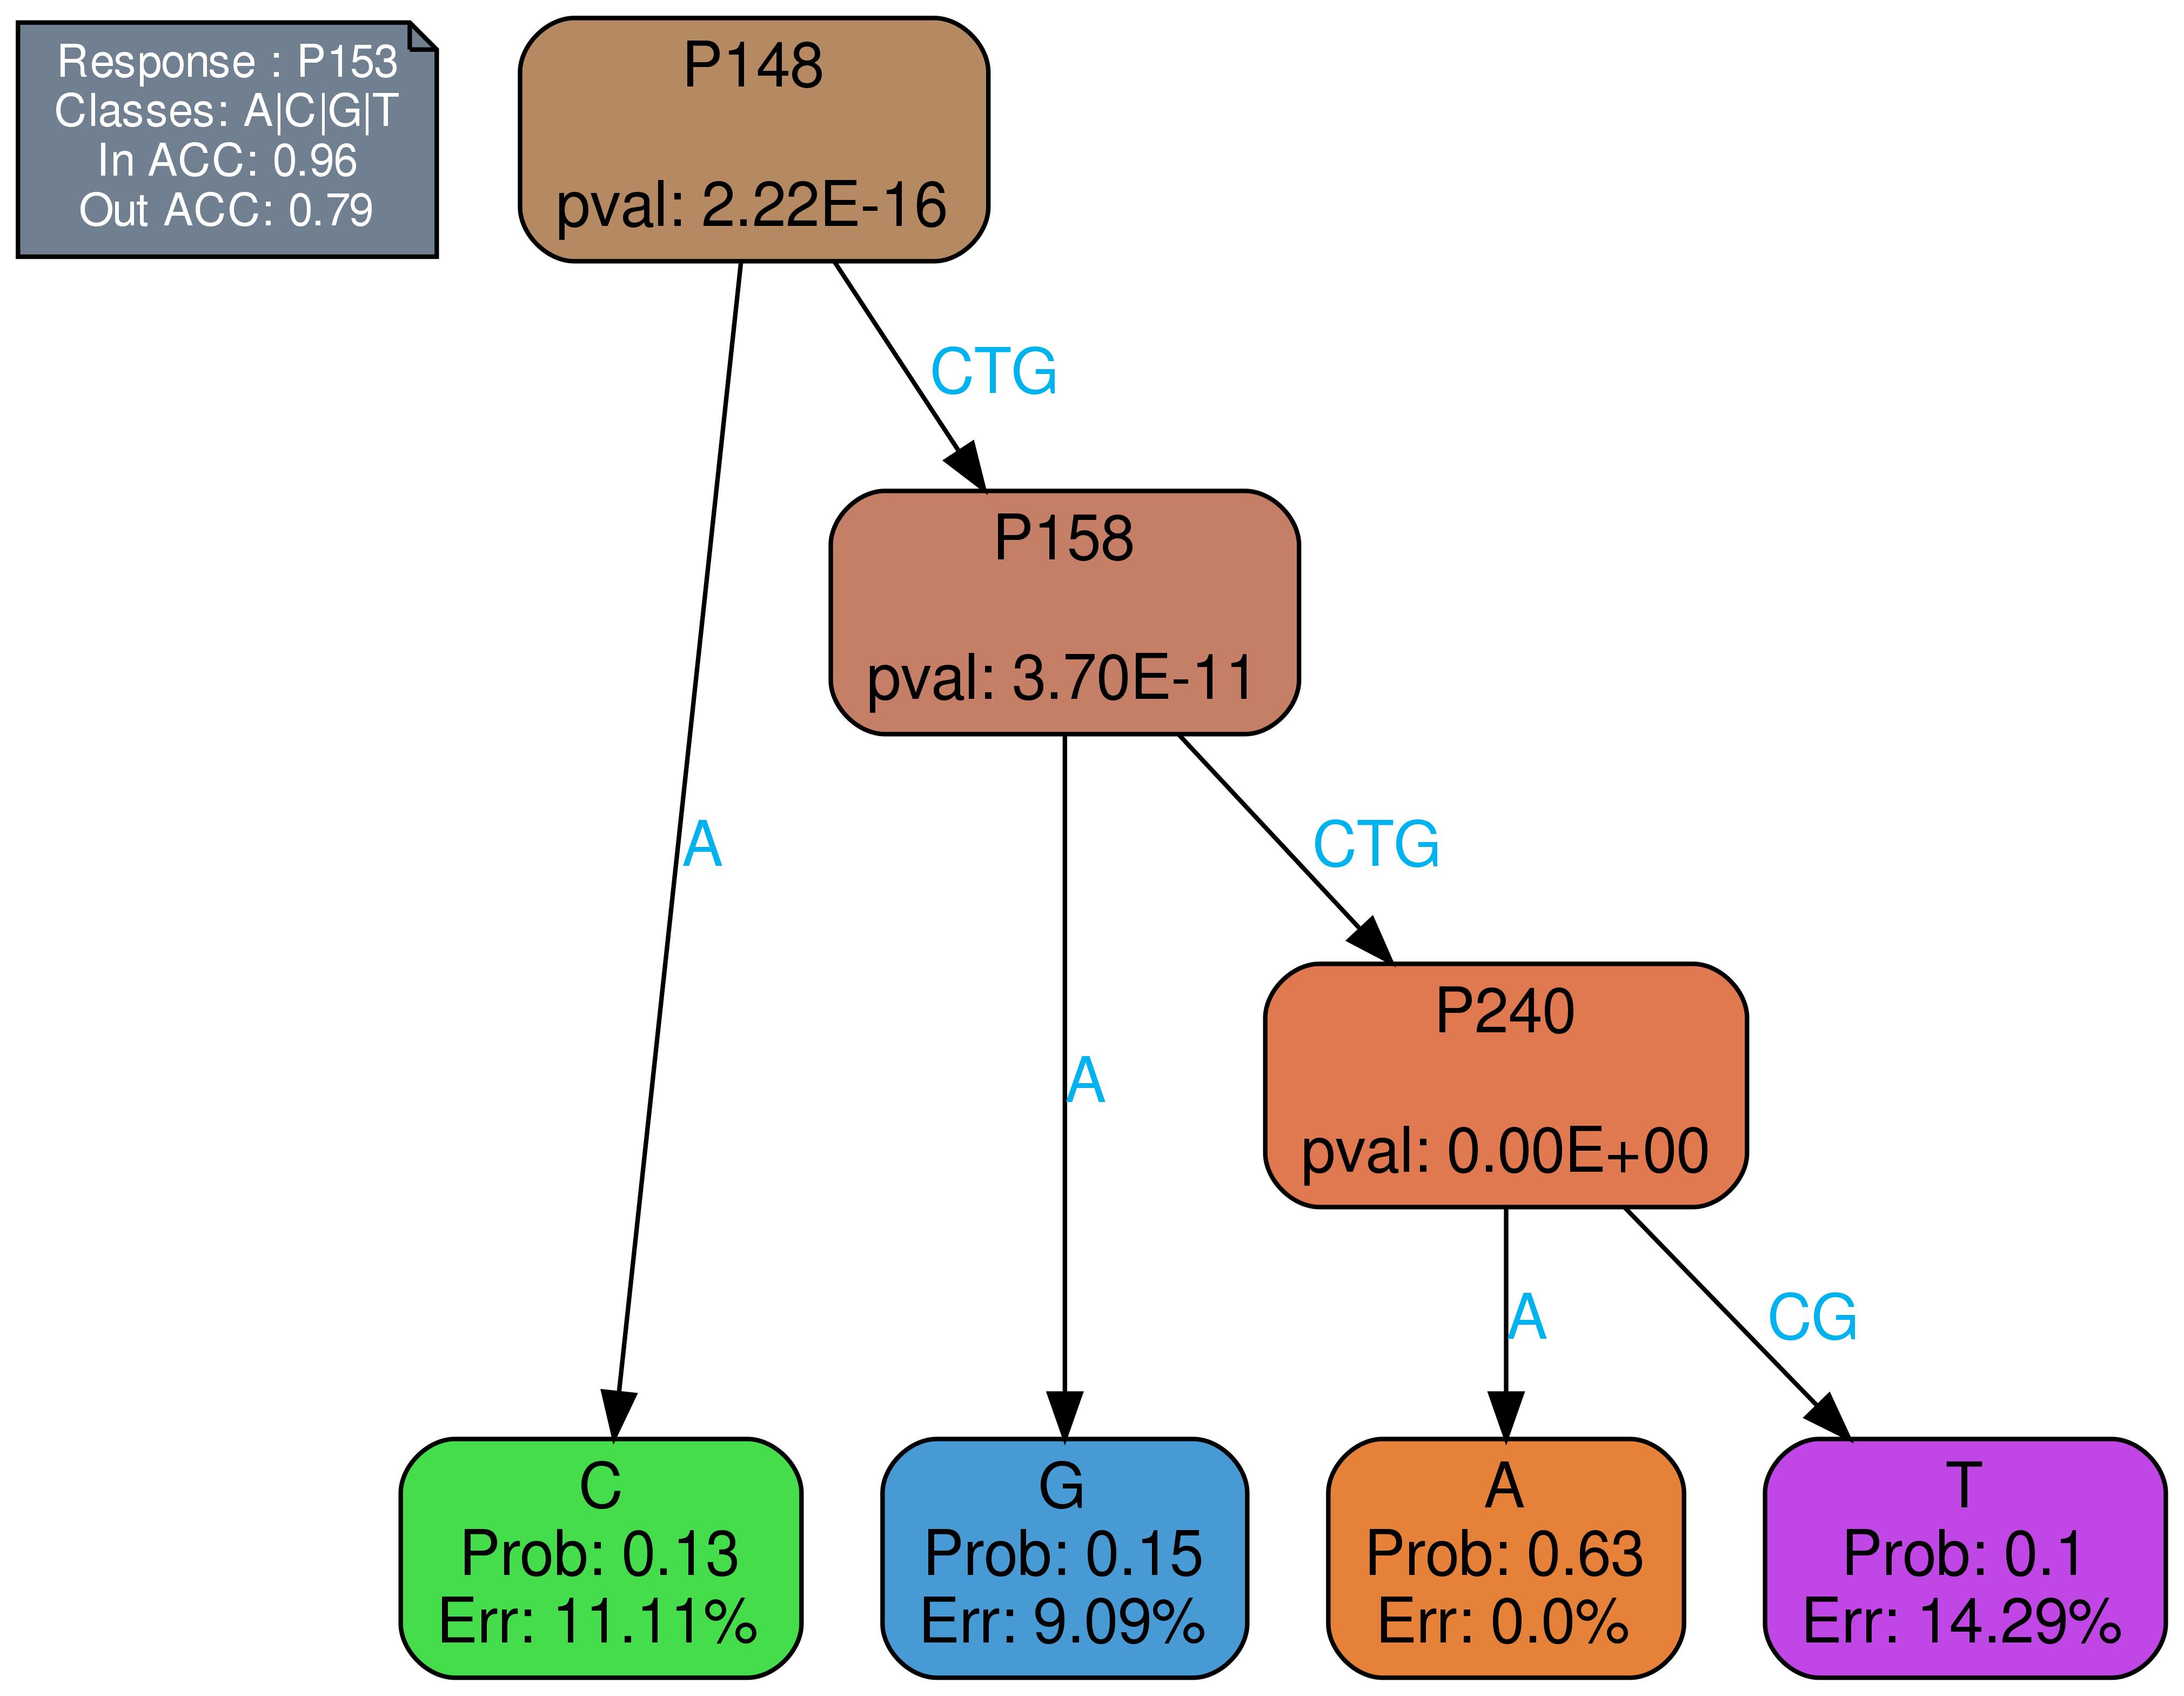 Response : P153
Classes: A|C|G|T
In ACC: 0.96
Out ACC: 0.79
P148
pval: 2.22E-16
CTG
P158
pval: 3.70E-11
A
CTG
P240
pval: 0.00E+00
A
A
CG
C
Prob: 0.13
Err: 11.11%
G
Prob: 0.15
Err: 9.09%
A
Prob: 0.63
Err: 0.0%
T
Prob: 0.1
Err: 14.29%